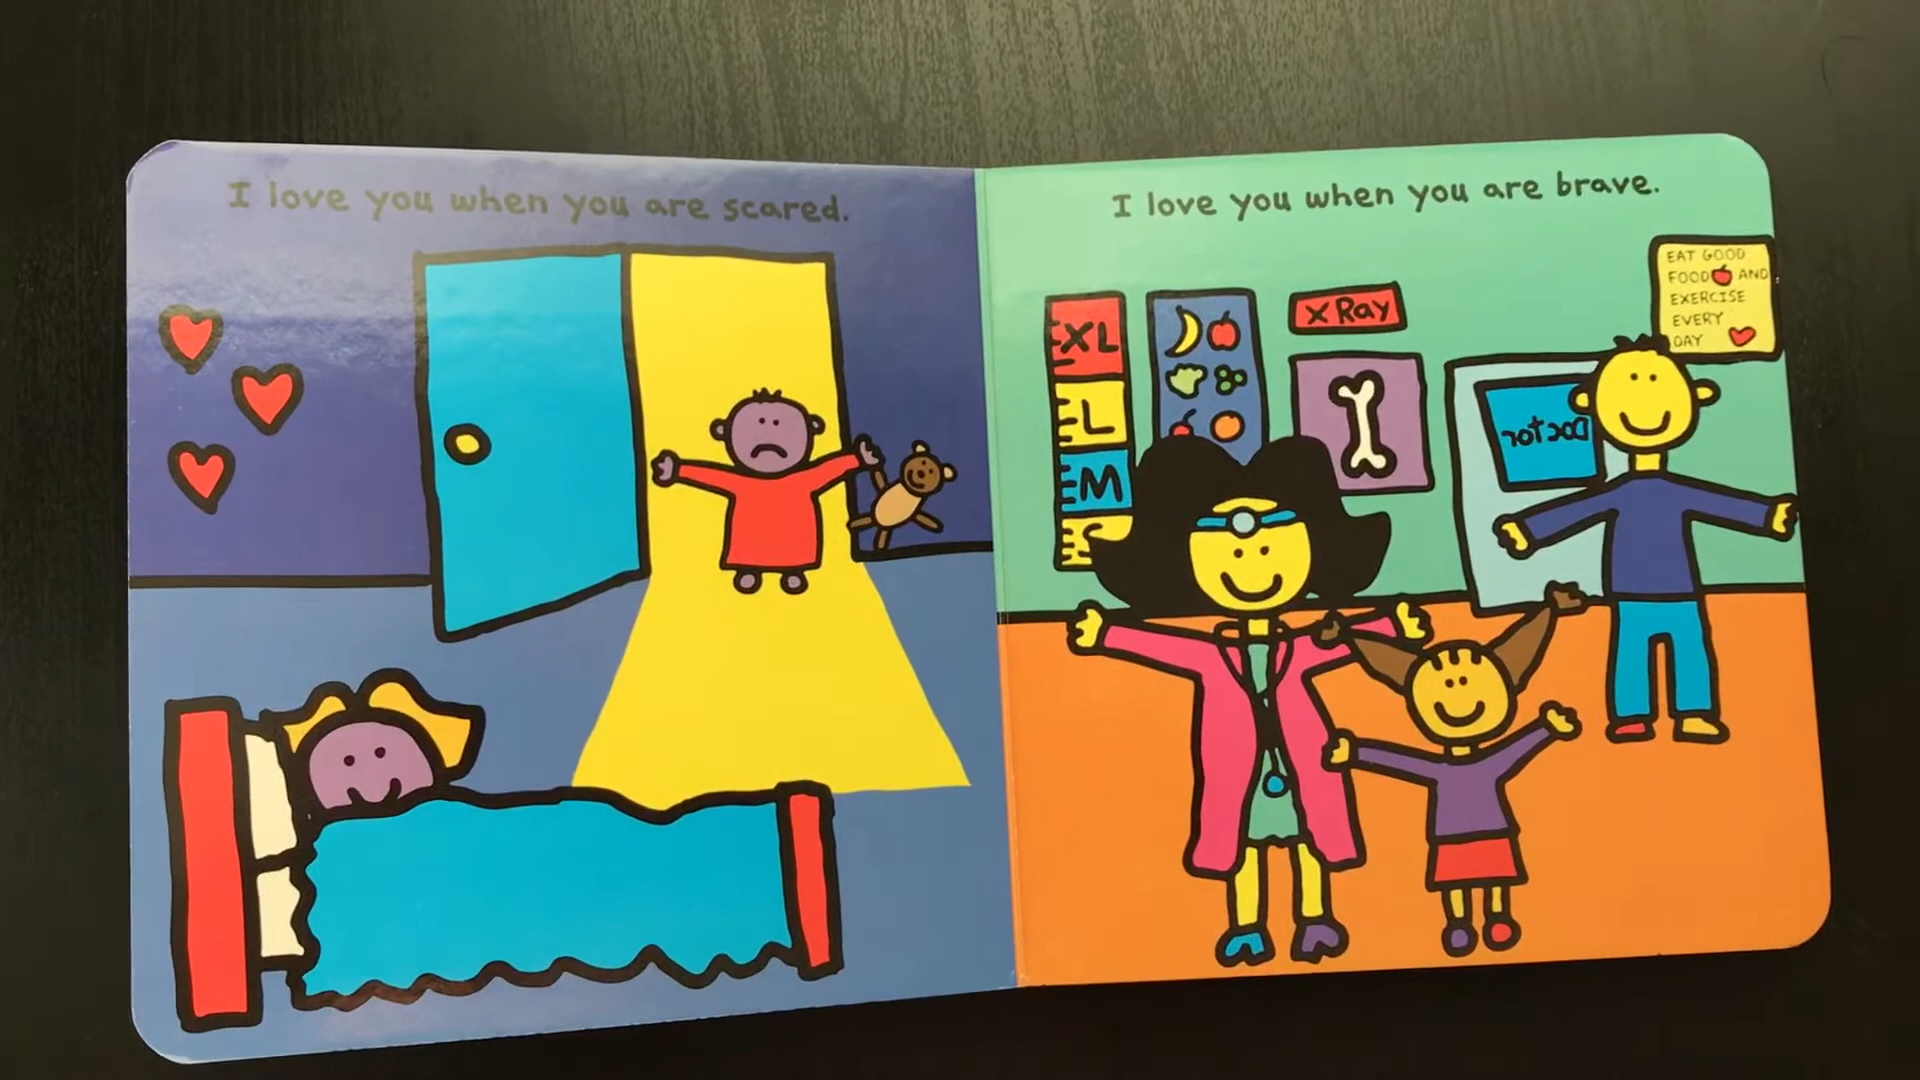 I love you when you are scared.
I love you when you are brave.
EAT GOOD
FOOD AND
EXERCISE
EVERY
DAY
X Ray
XL
L
M
S
Doctor